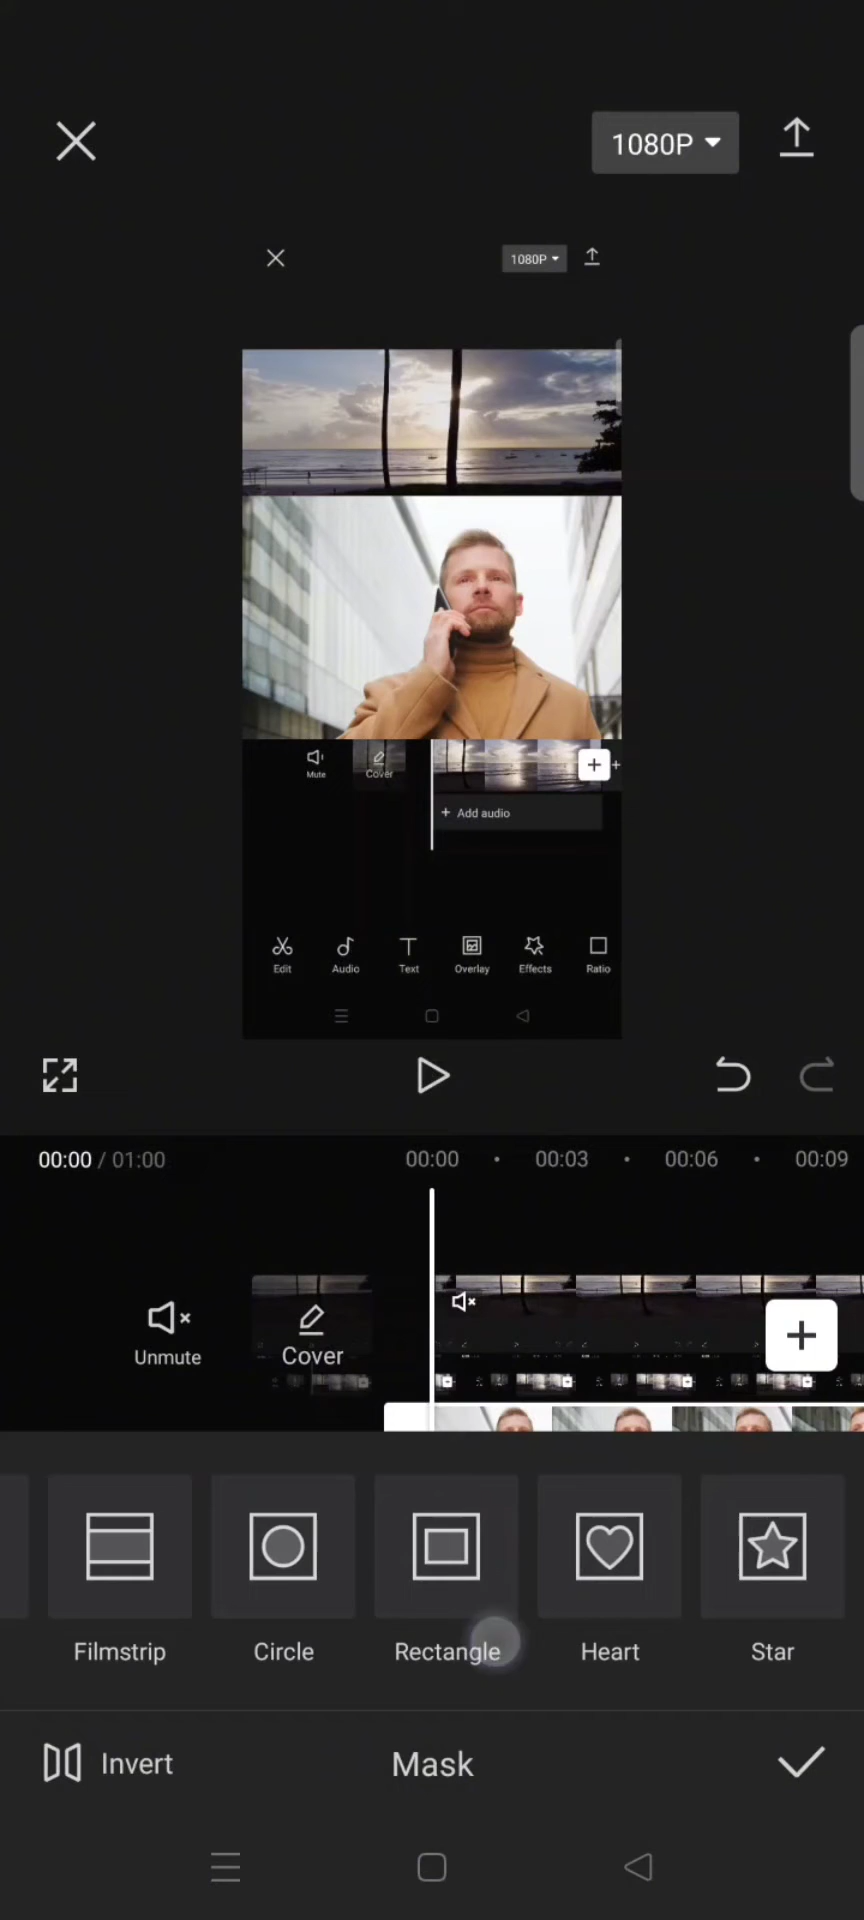 1080P
1080P
Mute
Cover
+ Add audio
Edit Audio Text Overlay Effects Ratio
00:00 / 01:00 00:00 00:03 00:06 00:09
Unmute
Cover
Filmstrip Circle Rectangle Heart Star
Invert Mask